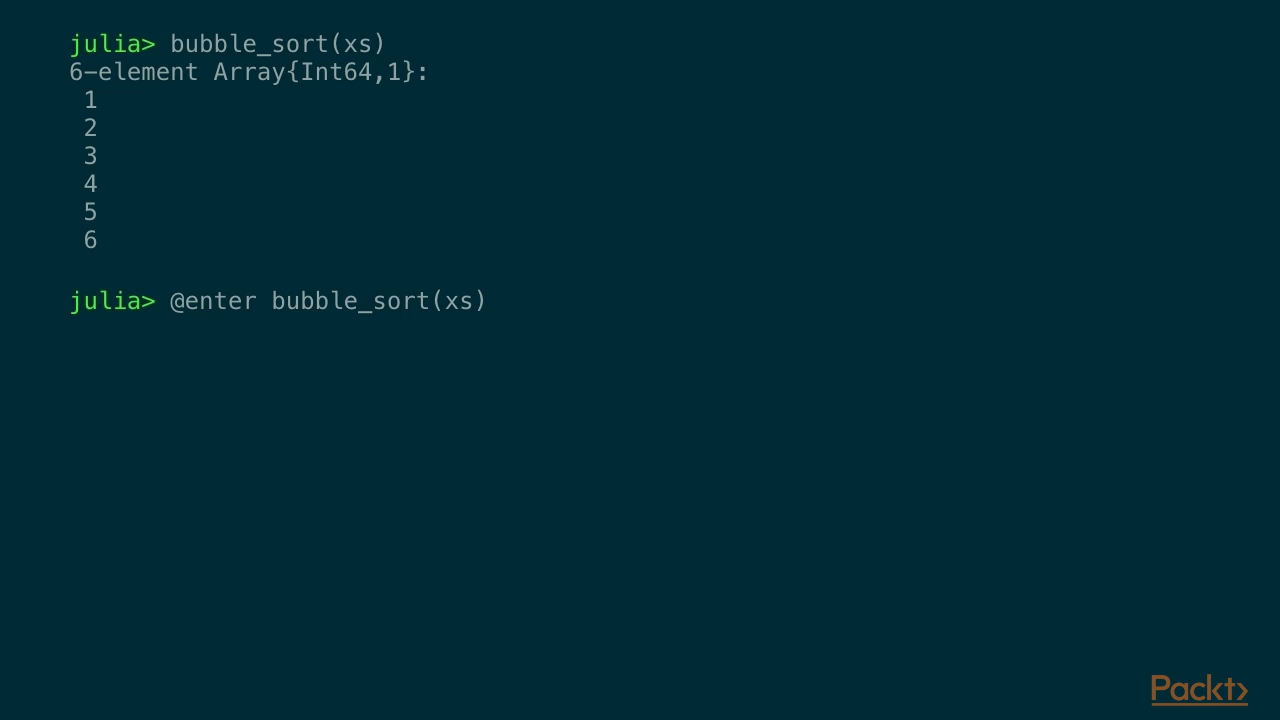 julia> bubble_sort(xs)
6-element Array{Int64,1}:
1
2
3
4
5
6
julia> @enter bubble_sort(xs)
Packt>